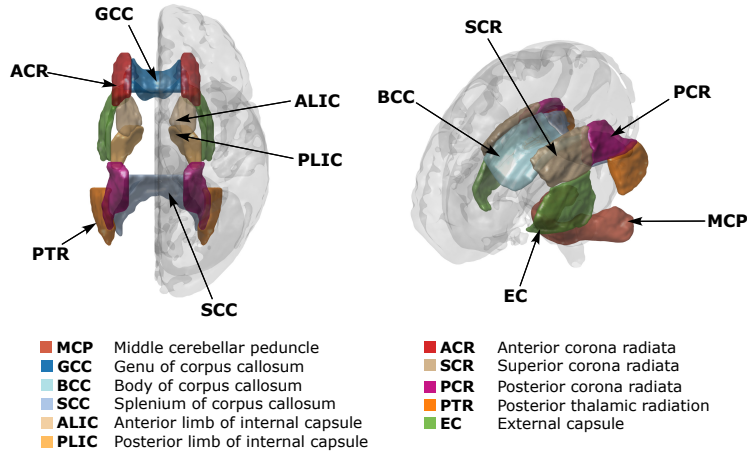 GCC
ACR
ALIC
PLIC
PTR
SCC
SCR
BCC
PCR
MCP
EC
MCP Middle cerebellar peduncle
GCC Genu of corpus callosum
BCC Body of corpus callosum
SCC Splenium of corpus callosum
ALIC Anterior limb of internal capsule
PLIC Posterior limb of internal capsule
ACR Anterior corona radiata
SCR Superior corona radiata
PCR Posterior corona radiata
PTR Posterior thalamic radiation
EC External capsule